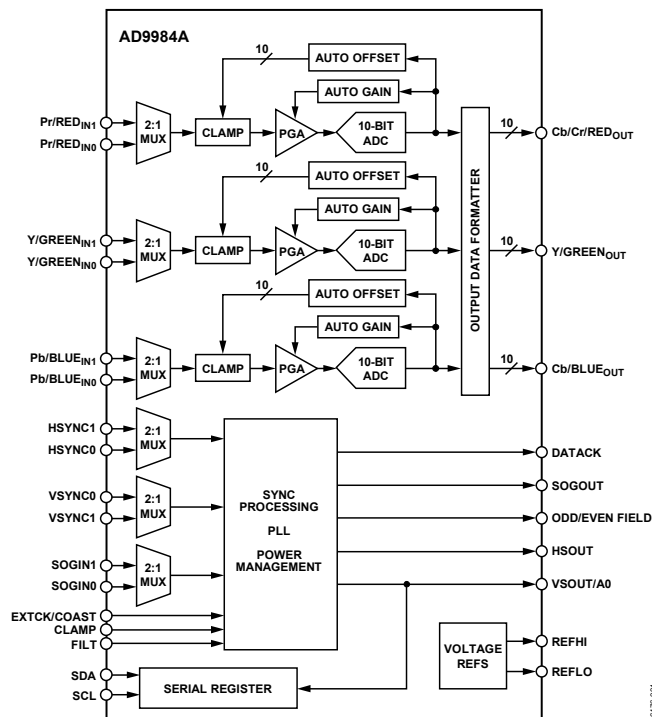 AD9984A
10
AUTO OFFSET
AUTO GAIN
Pr/RED_IN1
Pr/RED_IN0
2:1 MUX
CLAMP
PGA
10-BIT ADC
10
Cb/Cr/RED_OUT
10
AUTO OFFSET
AUTO GAIN
Y/GREEN_IN1
Y/GREEN_IN0
2:1 MUX
CLAMP
PGA
10-BIT ADC
OUTPUT DATA FORMATTER
10
Y/GREEN_OUT
10
AUTO OFFSET
AUTO GAIN
Pb/BLUE_IN1
Pb/BLUE_IN0
2:1 MUX
CLAMP
PGA
10-BIT ADC
10
Cb/BLUE_OUT
HSYNC1
HSYNC0
2:1 MUX
VSYNC0
VSYNC1
2:1 MUX
SOGIN1
SOGIN0
2:1 MUX
EXTCK/COAST
CLAMP
FILT
SYNC
PROCESSING
PLL
POWER
MANAGEMENT
DATACK
SOGOUT
ODD/EVEN FIELD
HSOUT
VSOUT/A0
SDA
SCL
SERIAL REGISTER
VOLTAGE
REFS
REFHI
REFLO